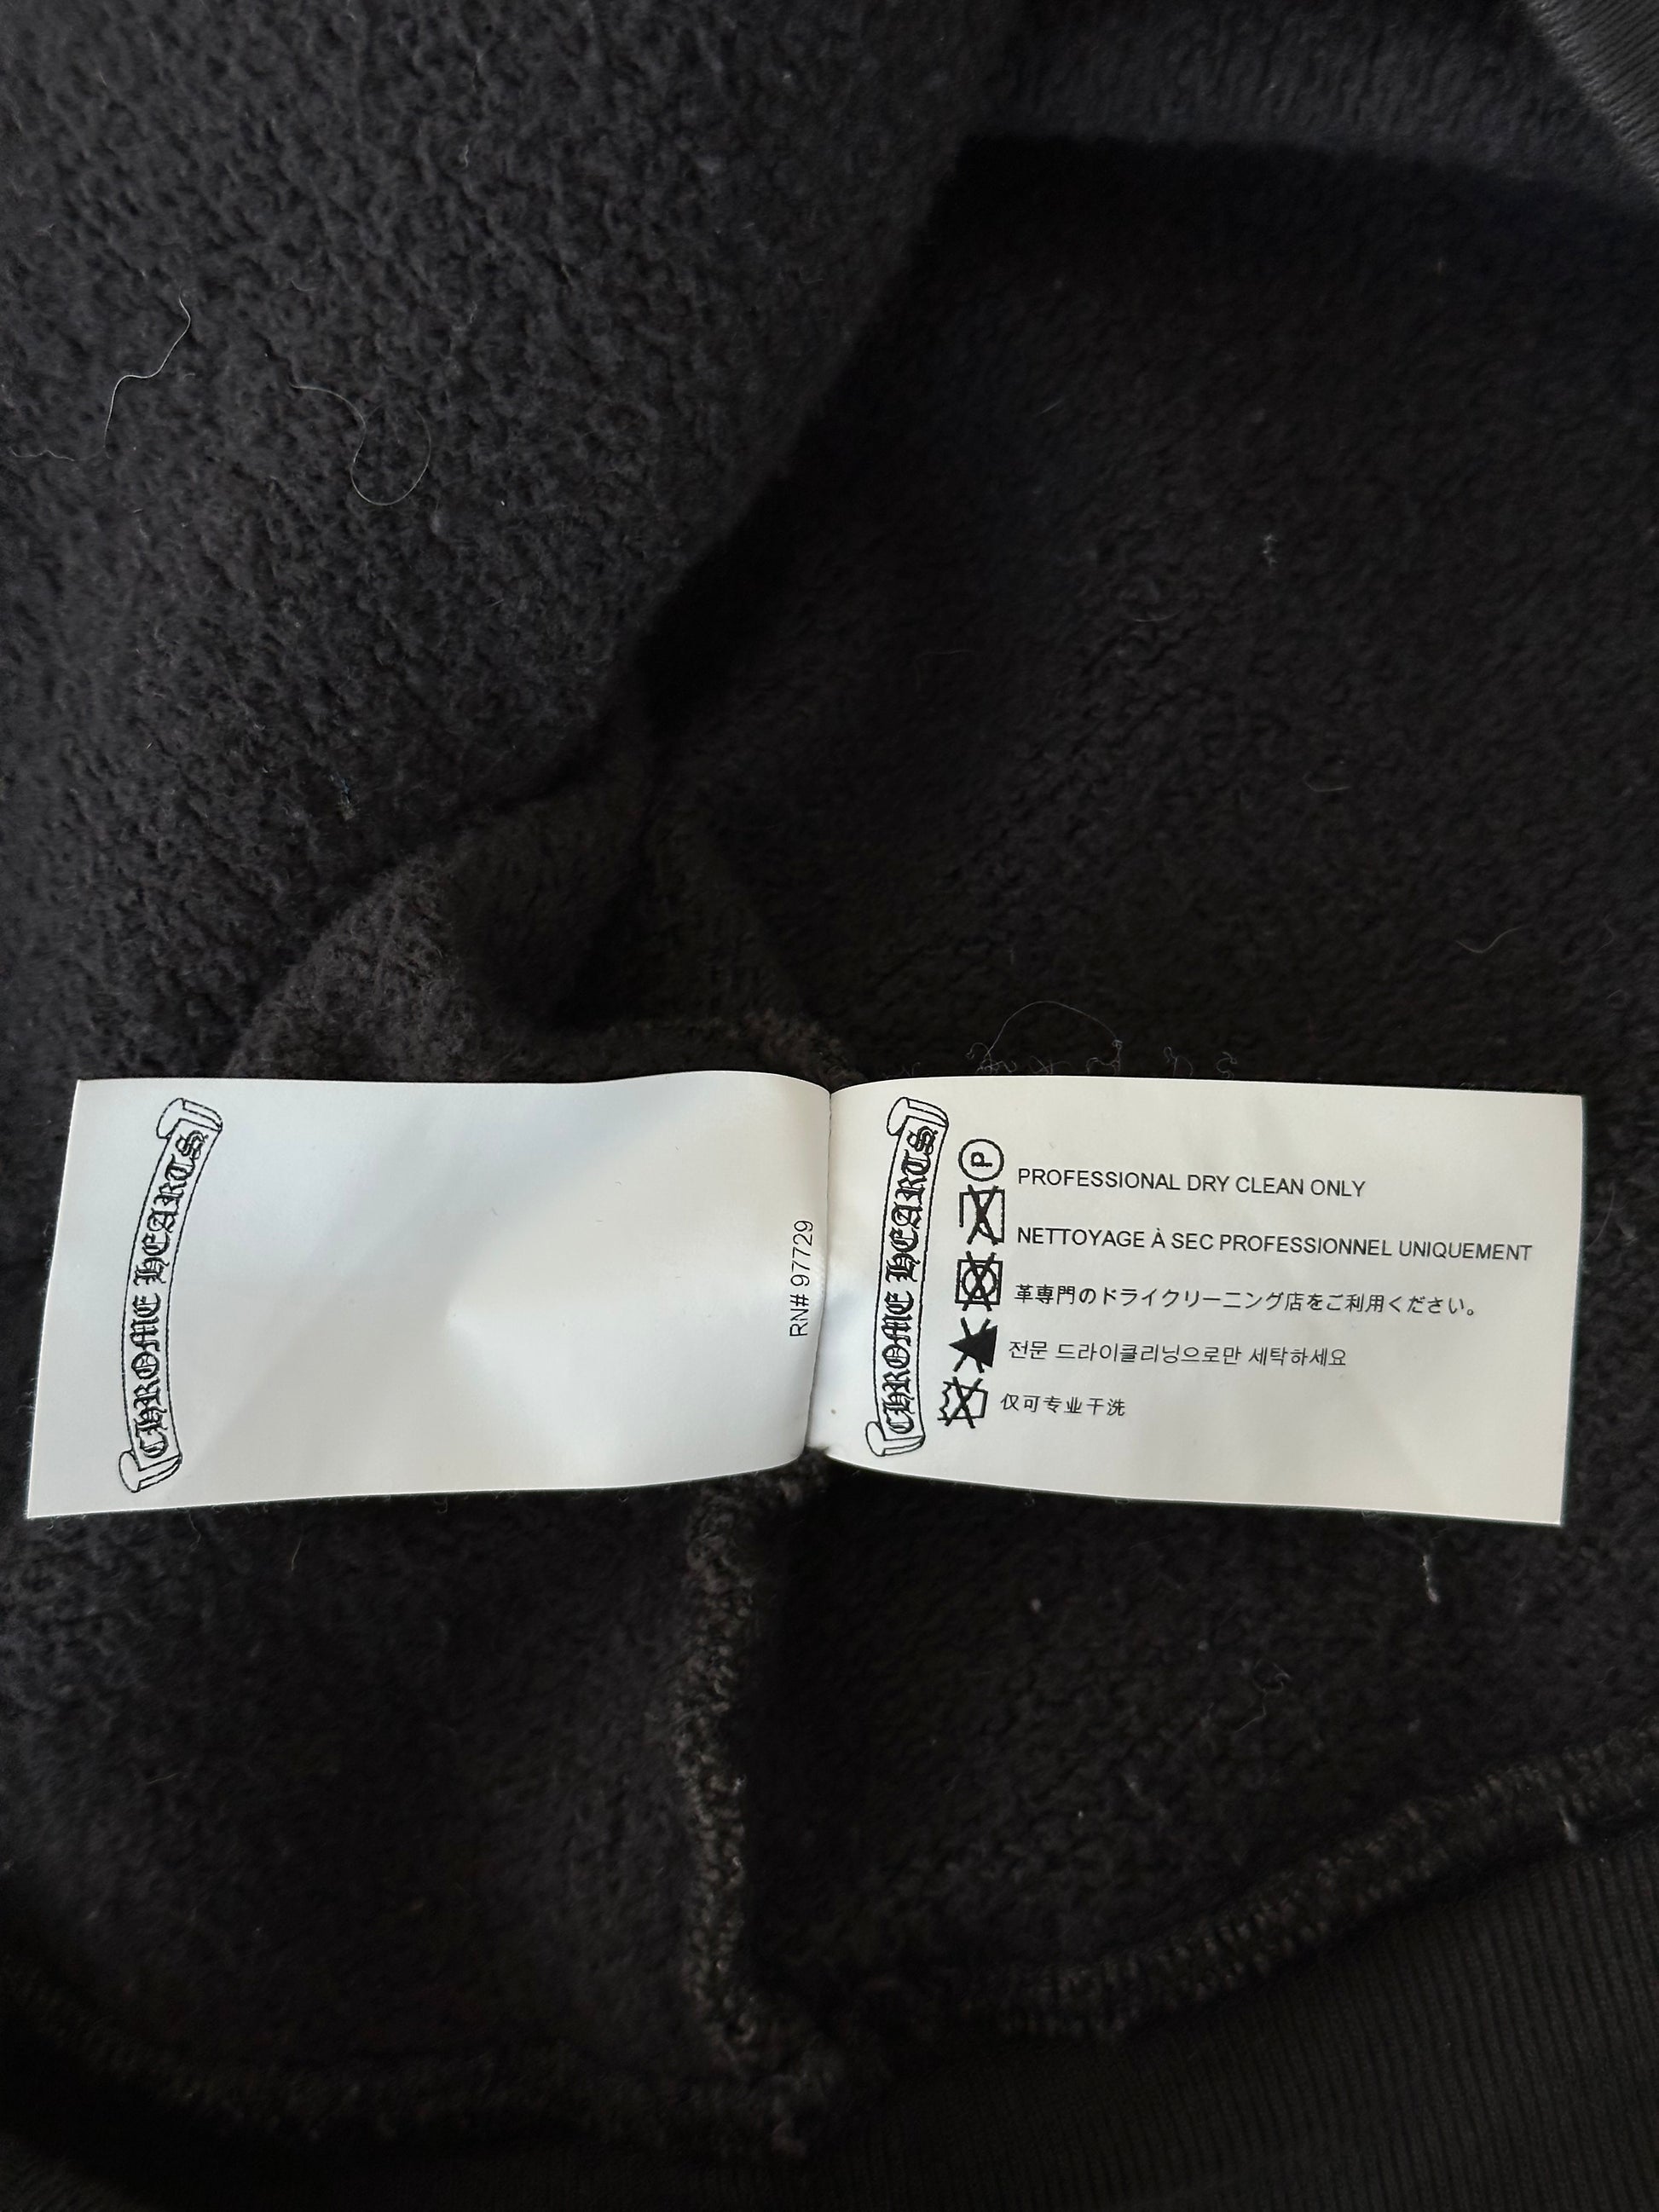 CHROME HEARTS
RN# 97729
CHROME HEARTS
P
PROFESSIONAL DRY CLEAN ONLY
NETTOYAGE À SEC PROFESSIONNEL UNIQUEMENT
革専門のドライクリーニング店をご利用ください。
전문 드라이클리닝으로만 세탁하세요
仅可专业干洗